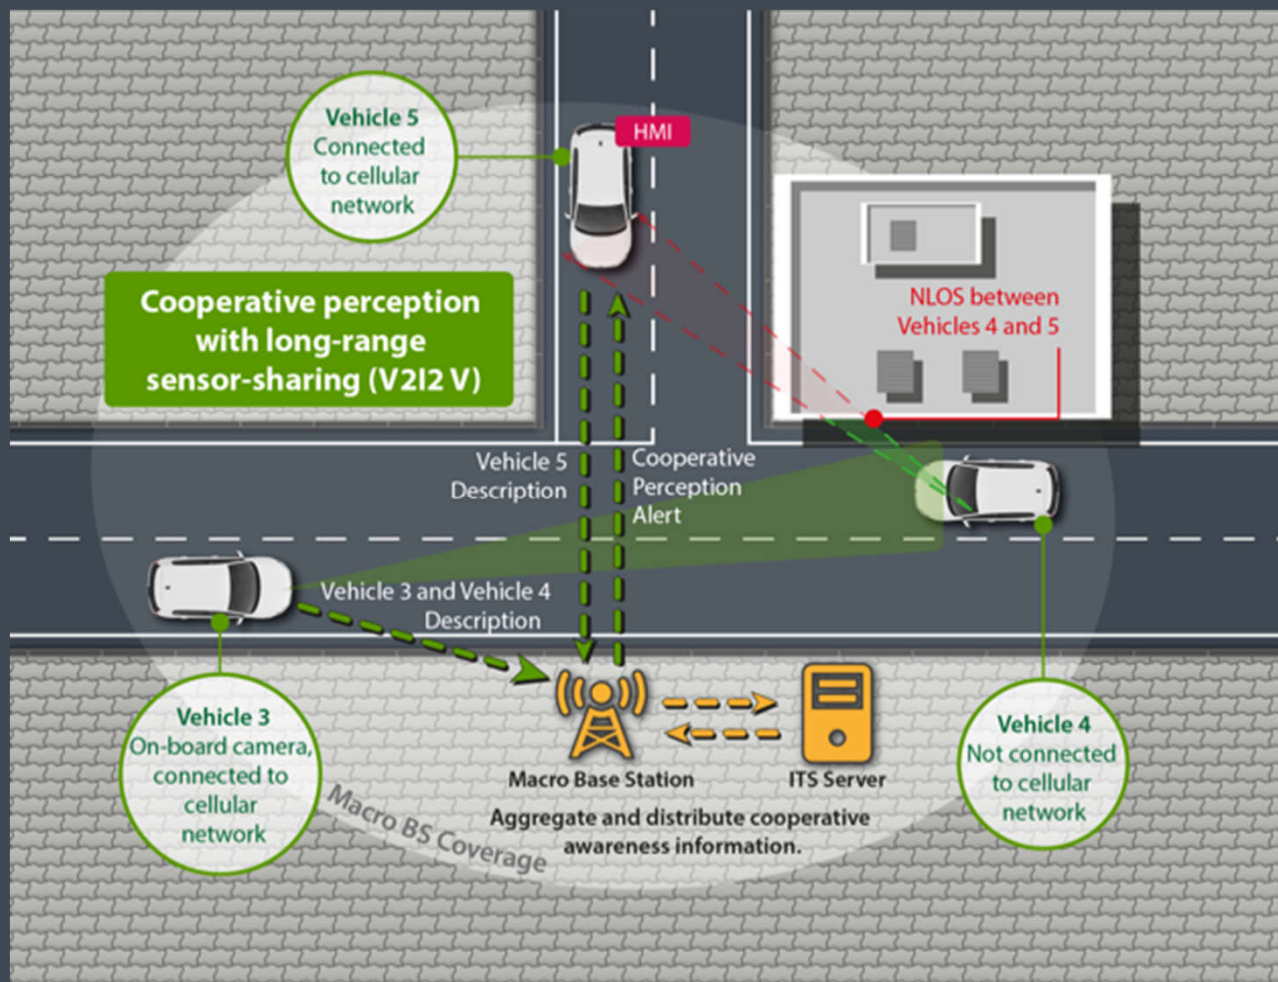 Vehicle 5
Connected
to cellular
network
HMI
Cooperative perception
with long-range
sensor-sharing (V2I2 V)
NLOS between
Vehicles 4 and 5
Vehicle 5
Description
Cooperative
Perception
Alert
Vehicle 3 and Vehicle 4
Description
Vehicle 3
On-board camera,
connected to
cellular
network
Macro Base Station
ITS Server
Aggregate and distribute cooperative
awareness information.
Vehicle 4
Not connected
to cellular
network
Macro BS Coverage